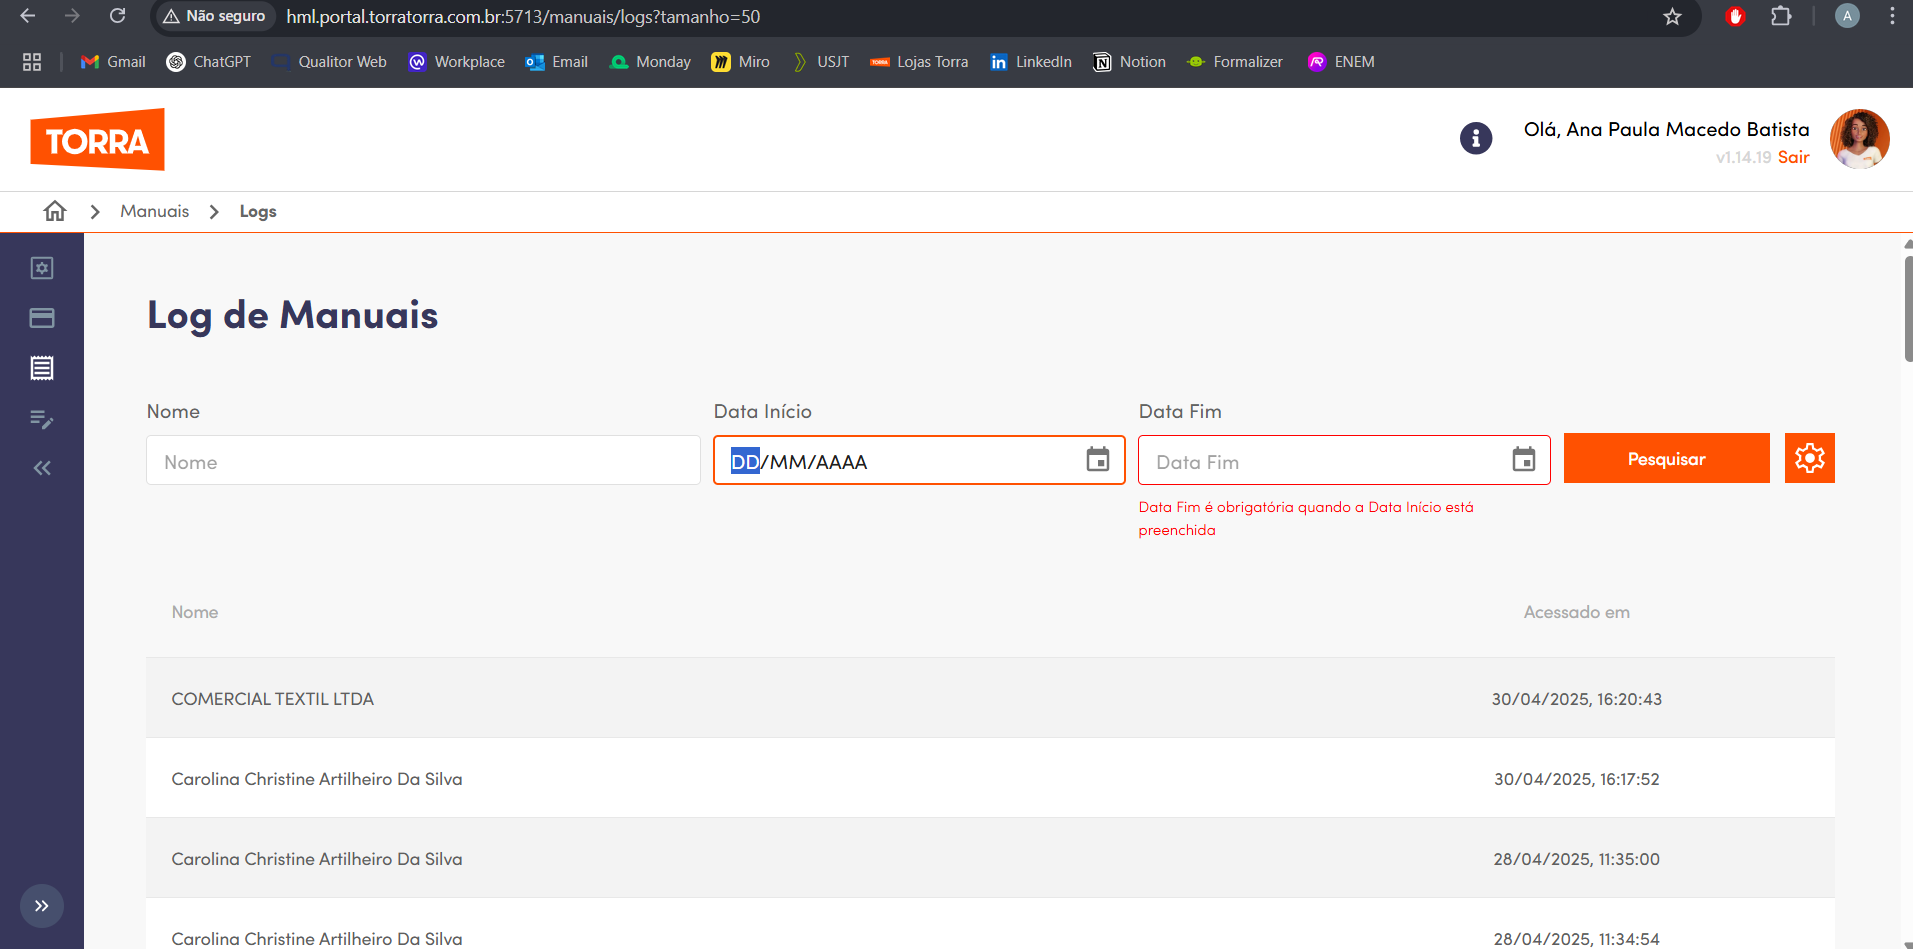 Não seguro hml.portal.torratorra.com.br:5713/manuais/logs?tamanho=50 A
Gmail ChatGPT Qualitor Web Workplace Email Monday Miro USJT Lojas Torra LinkedIn Notion Formalizer ENEM
TORRA
Olá, Ana Paula Macedo Batista
v1.14.19 Sair
Manuais Logs
Log de Manuais
Nome Data Início Data Fim
Nome DD/MM/AAAA Data Fim Pesquisar
Data Fim é obrigatória quando a Data Início está
preenchida
Nome Acessado em
COMERCIAL TEXTIL LTDA 30/04/2025, 16:20:43
Carolina Christine Artilheiro Da Silva 30/04/2025, 16:17:52
Carolina Christine Artilheiro Da Silva 28/04/2025, 11:35:00
Carolina Christine Artilheiro Da Silva 28/04/2025, 11:34:54